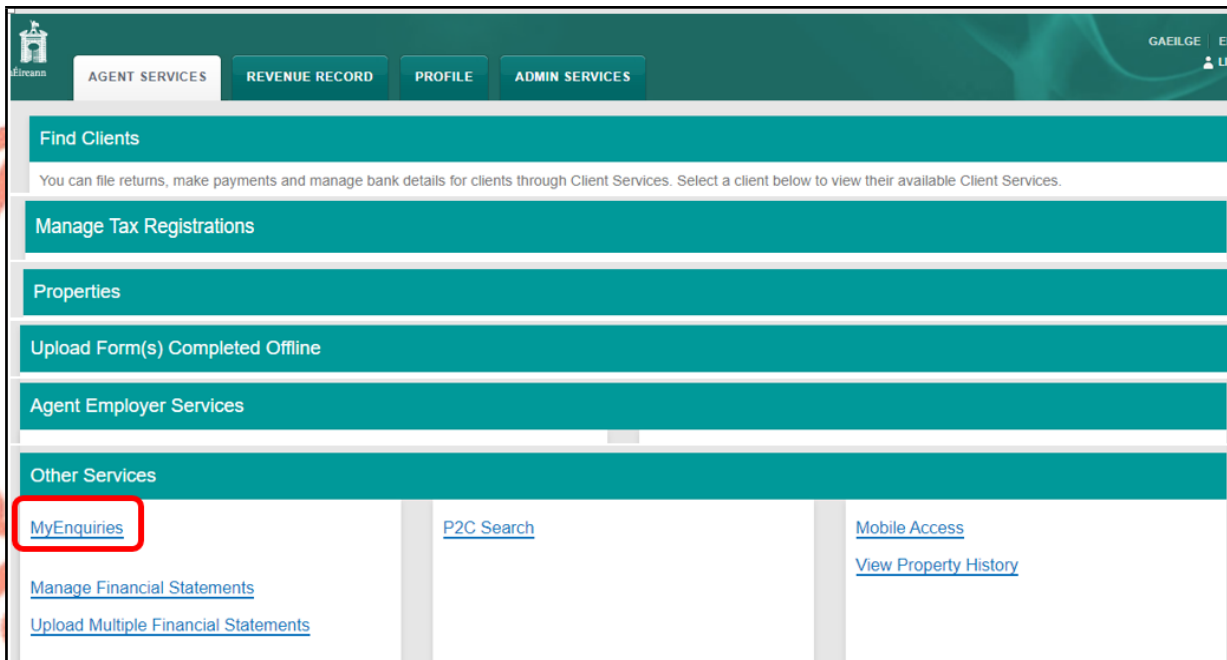 GAEILGE
Éireann
AGENT SERVICES REVENUE RECORD PROFILE ADMIN SERVICES
Find Clients
You can file returns, make payments and manage bank details for clients through Client Services. Select a client below to view their available Client Services.
Manage Tax Registrations
Properties
Upload Form(s) Completed Offline
Agent Employer Services
Other Services
MyEnquiries P2C Search Mobile Access
View Property History
Manage Financial Statements
Upload Multiple Financial Statements